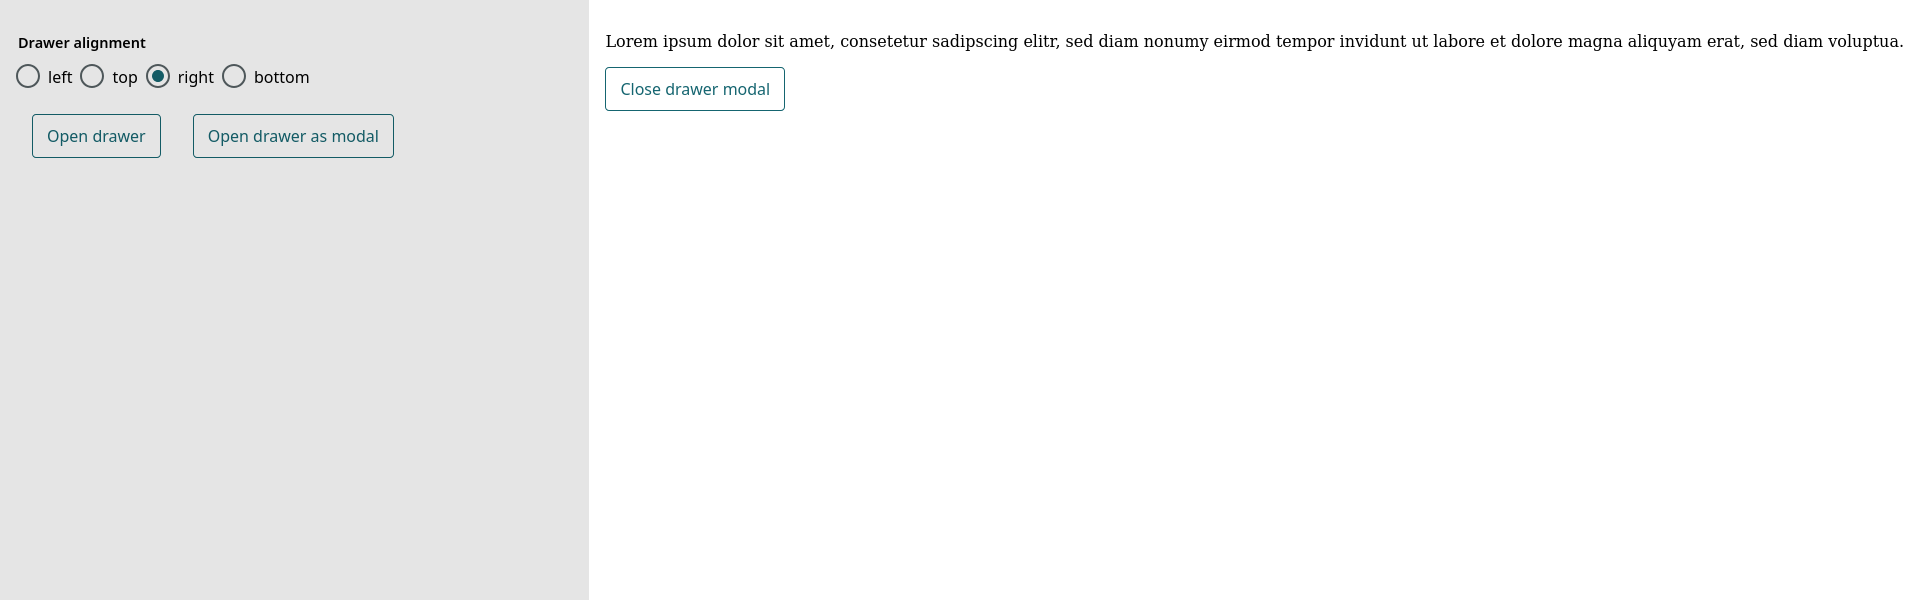 Drawer alignment
left top right bottom
Open drawer Open drawer as modal
Lorem ipsum dolor sit amet, consetetur sadipscing elitr, sed diam nonumy eirmod tempor invidunt ut labore et dolore magna aliquyam erat, sed diam voluptua.
Close drawer modal